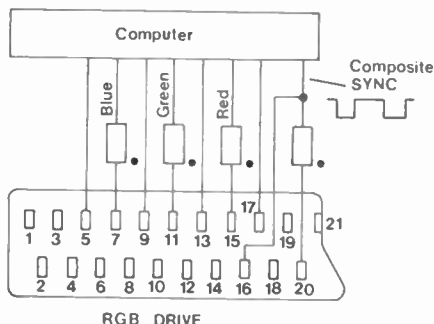 Computer
Composite
SYNC
Blue
Green
Red
17
21
1 3 5 7 9 11 13 15 19
2 4 6 8 10 12 14 16 18 20
RGB DRIVE